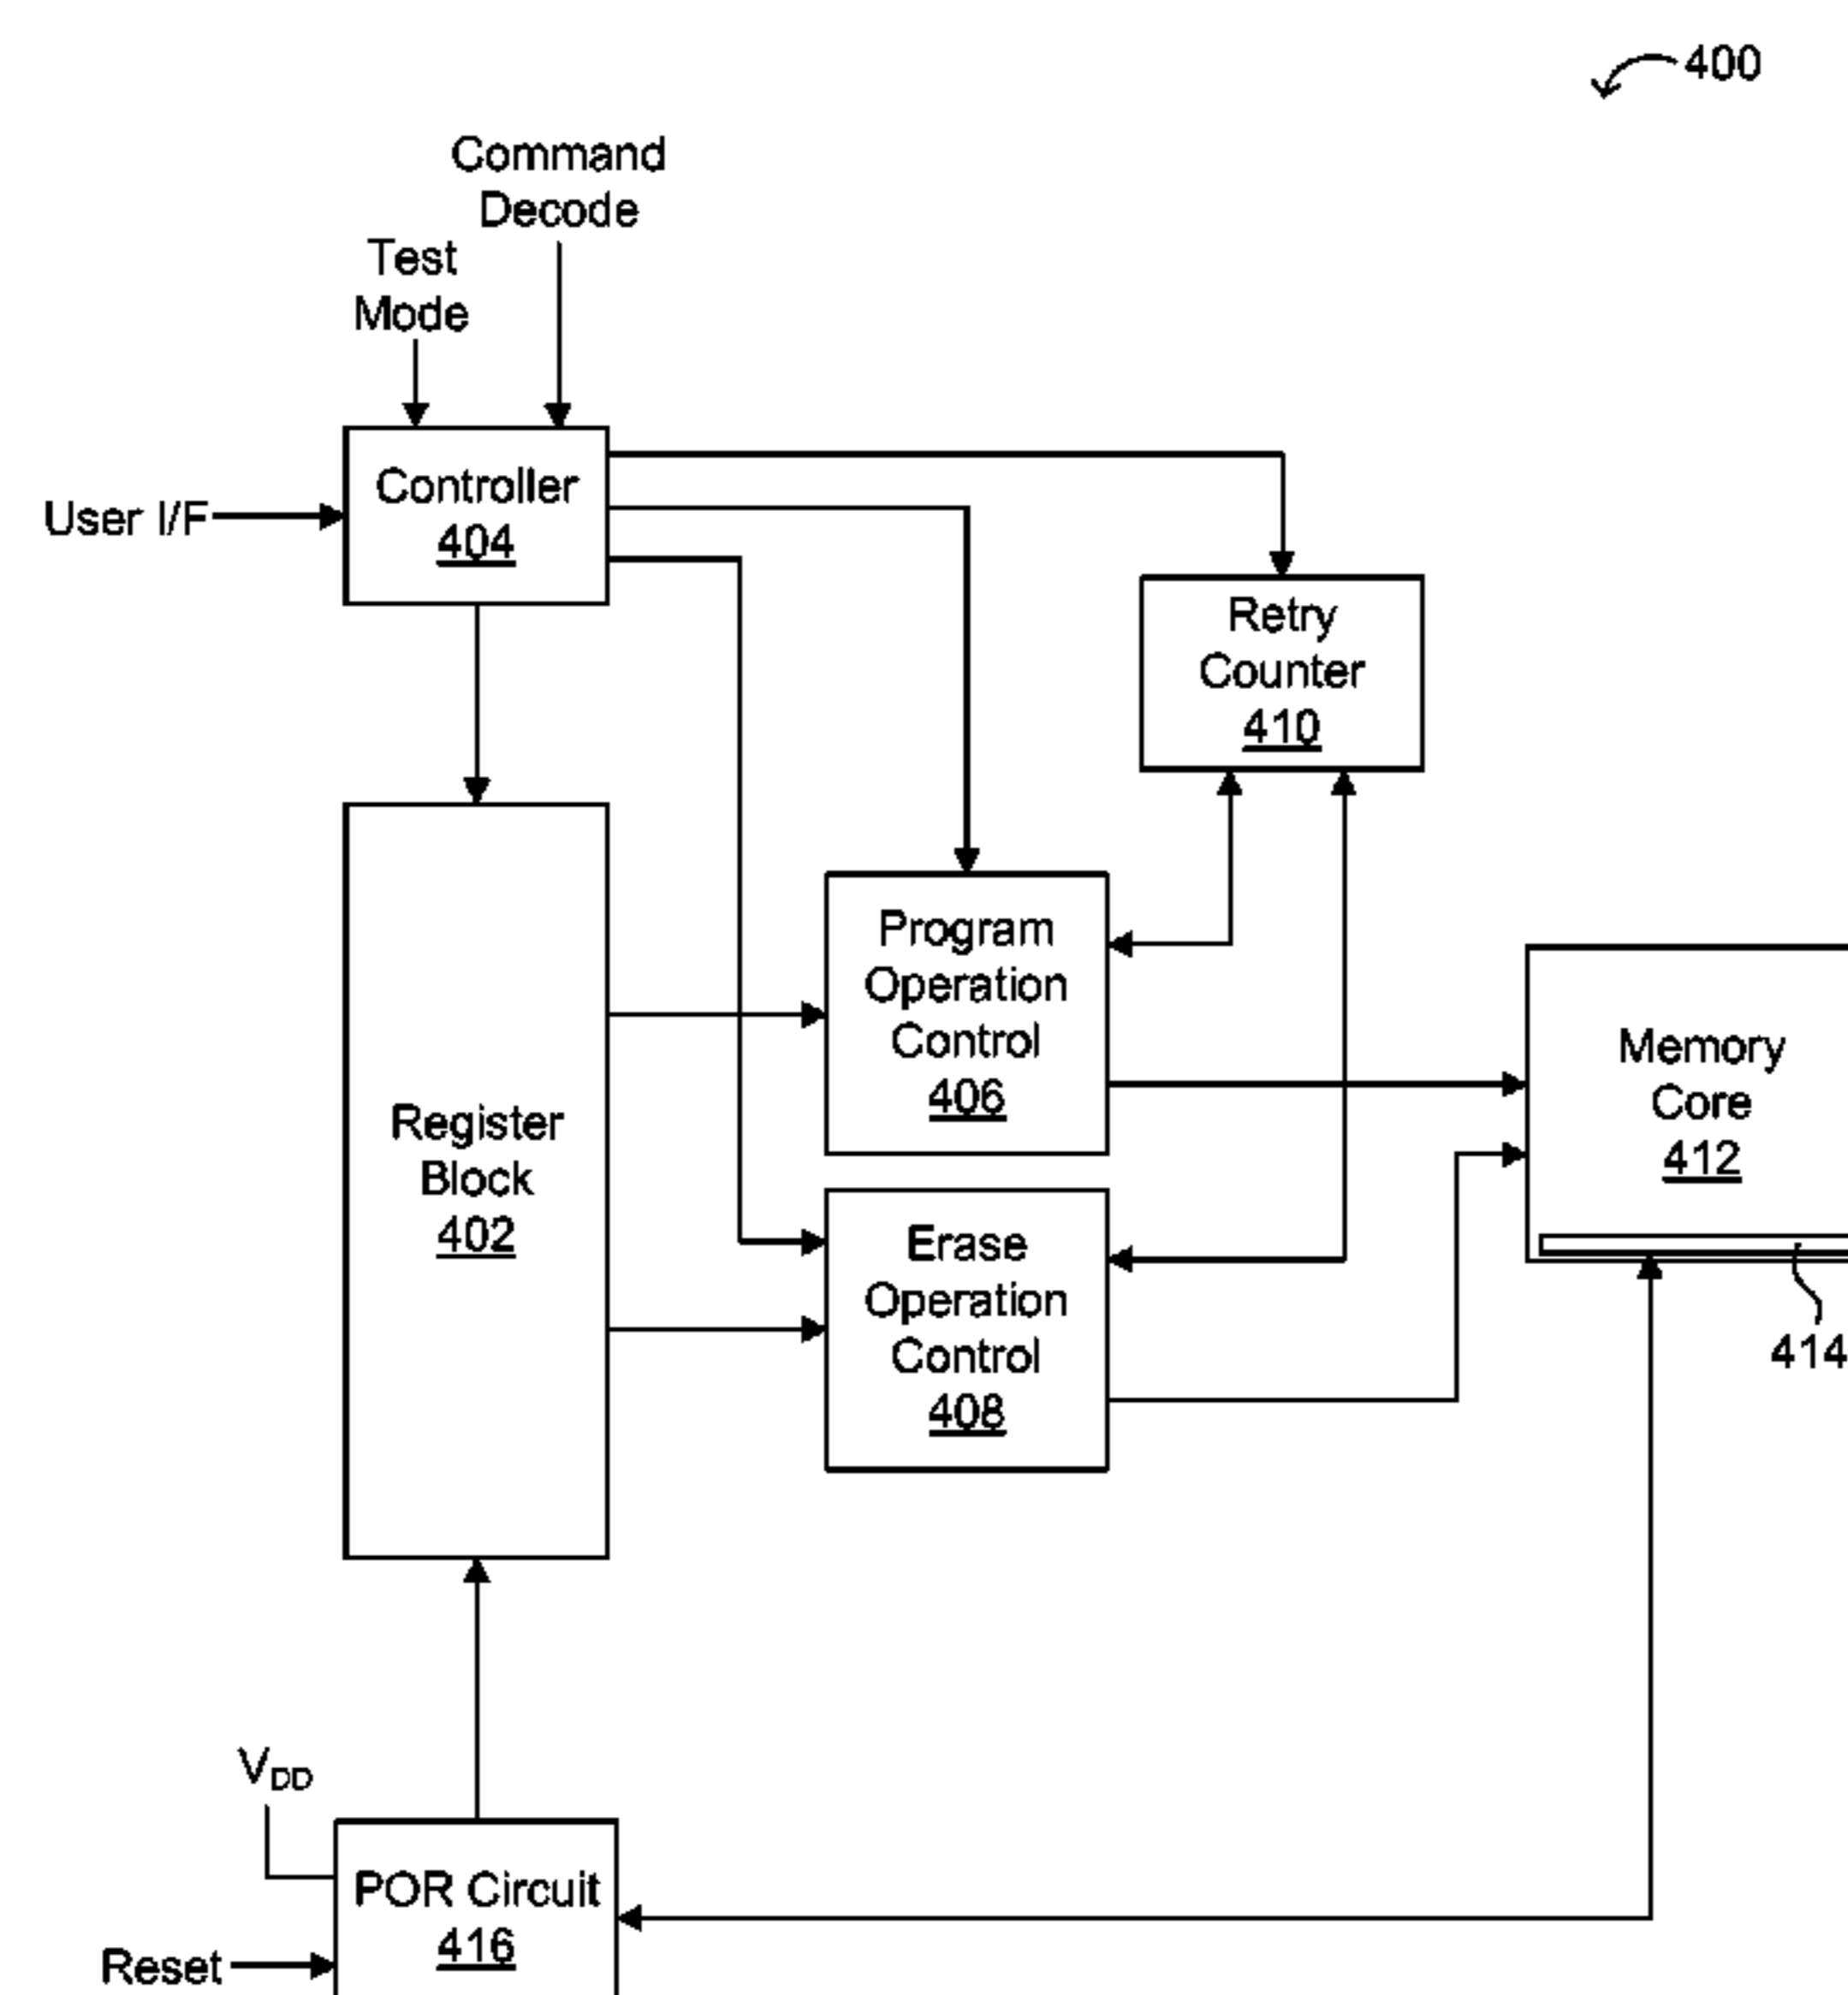 400
Command
Decode
Test
Mode
User I/F
Controller
404
Retry
Counter
410
Program
Operation
Control
406
Memory
Core
412
Register
Block
402
Erase
Operation
Control
408
414
VDD
POR Circuit
416
Reset